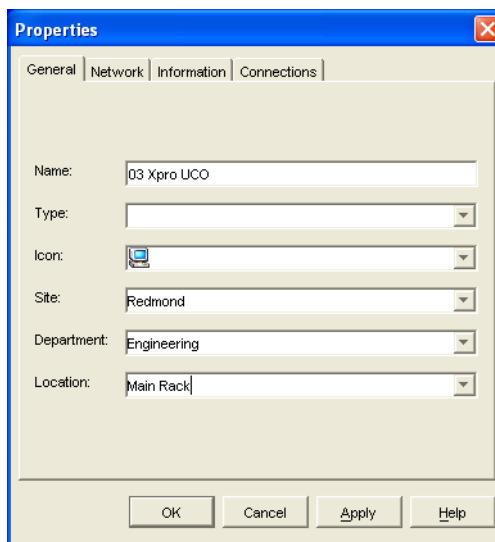 Properties
General Network Information Connections
Name: 03 Xpro UCO
Type:
Icon:
Site: Redmond
Department: Engineering
Location: Main Rack
OK Cancel Apply Help